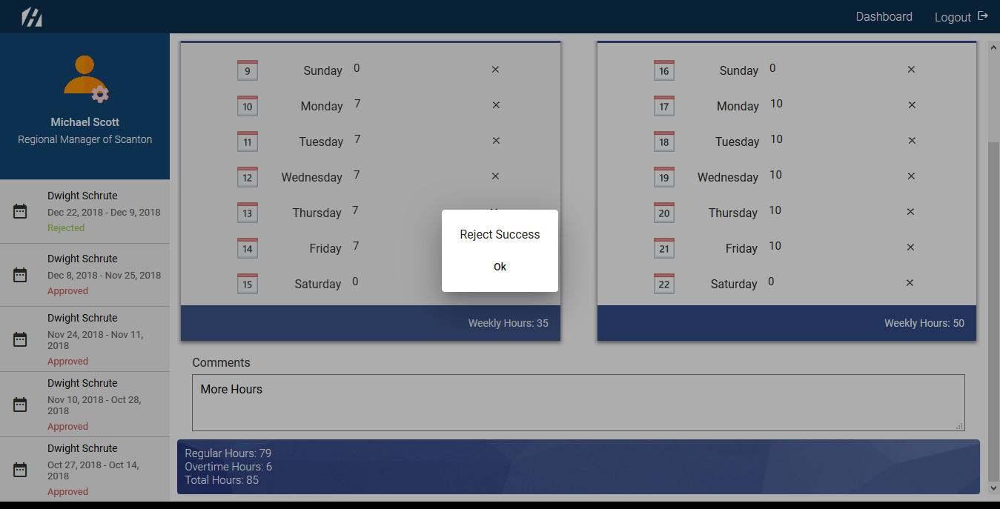 Dashboard
Logout
Michael Scott
Regional Manager of Scanton
Dwight Schrute
Dec 22, 2018 - Dec 9, 2018
Rejected
Dwight Schrute
Dec 8, 2018 - Nov 25, 2018
Approved
Dwight Schrute
Nov 24, 2018 - Nov 11,
2018
Approved
Dwight Schrute
Nov 10, 2018 - Oct 28,
2018
Approved
Dwight Schrute
Oct 27, 2018 - Oct 14,
2018
Approved
9 Sunday 0 ×
10 Monday 7 ×
11 Tuesday 7 ×
12 Wednesday 7 ×
13 Thursday 7
14 Friday 7
15 Saturday 0
Weekly Hours: 35
16 Sunday 0 ×
17 Monday 10 ×
18 Tuesday 10 ×
19 Wednesday 10 ×
20 Thursday 10 ×
21 Friday 10 ×
22 Saturday 0 ×
Weekly Hours: 50
Reject Success
Ok
Comments
More Hours
Regular Hours: 79
Overtime Hours: 6
Total Hours: 85